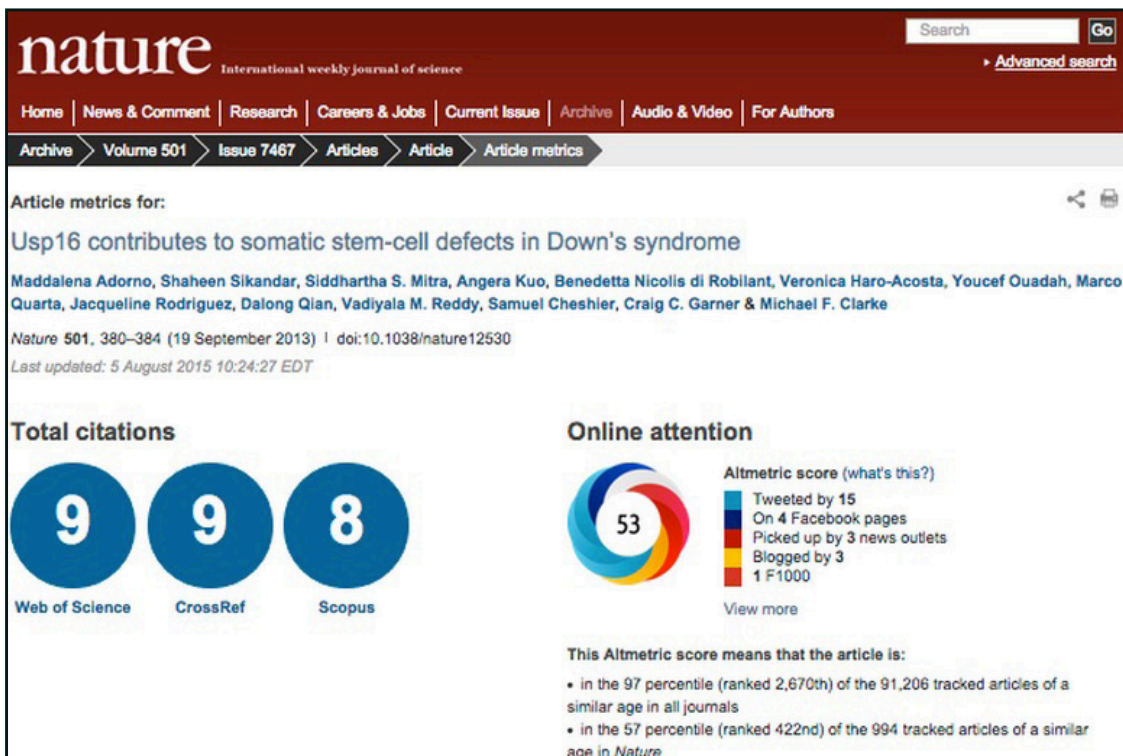 nature International weekly journal of science
Search Go
Advanced search
Home | News & Comment | Research | Careers & Jobs | Current Issue | Archive | Audio & Video | For Authors
Archive Volume 501 Issue 7467 Articles Article Article metrics
Article metrics for:
Usp16 contributes to somatic stem-cell defects in Down's syndrome
Maddalena Adorno, Shaheen Sikandar, Siddhartha S. Mitra, Angera Kuo, Benedetta Nicolis di Robilant, Veronica Haro-Acosta, Youcef Ouadah, Marco
Quarta, Jacqueline Rodriguez, Dalong Qian, Vadiyala M. Reddy, Samuel Cheshier, Craig C. Garner & Michael F. Clarke
Nature 501, 380–384 (19 September 2013) | doi:10.1038/nature12530
Last updated: 5 August 2015 10:24:27 EDT
Total citations
9 9 8
Web of Science CrossRef Scopus
Online attention
53
Altmetric score (what's this?)
Tweeted by 15
On 4 Facebook pages
Picked up by 3 news outlets
Blogged by 3
1 F1000
View more
This Altmetric score means that the article is:
• in the 97 percentile (ranked 2,670th) of the 91,206 tracked articles of a
similar age in all journals
• in the 57 percentile (ranked 422nd) of the 994 tracked articles of a similar
age in Nature